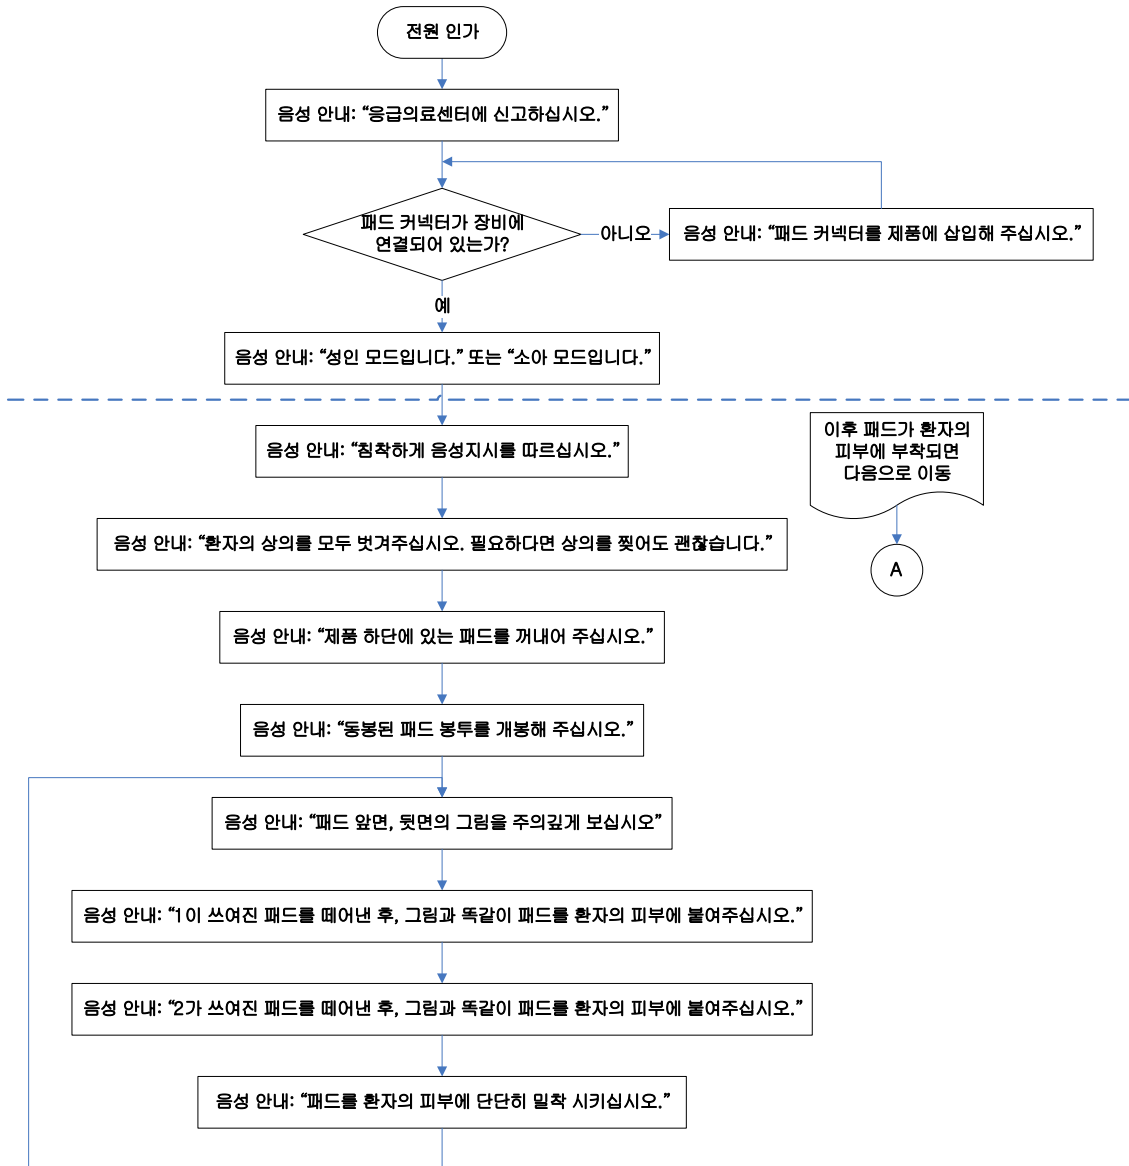 전원 인가
음성 안내: “응급의료센터에 신고하십시오.”
패드 커넥터가 장비에
연결되어 있는가?
아니오
음성 안내: “패드 커넥터를 제품에 삽입해 주십시오.”
예
음성 안내: “성인 모드입니다.” 또는 “소아 모드입니다.”
음성 안내: “침착하게 음성지시를 따르십시오.”
이후 패드가 환자의
피부에 부착되면
다음으로 이동
A
음성 안내: “환자의 상의를 모두 벗겨주십시오. 필요하다면 상의를 찢어도 괜찮습니다.”
음성 안내: “제품 하단에 있는 패드를 꺼내어 주십시오.”
음성 안내: “동봉된 패드 봉투를 개봉해 주십시오.”
음성 안내: “패드 앞면, 뒷면의 그림을 주의깊게 보십시오”
음성 안내: “1이 쓰여진 패드를 떼어낸 후, 그림과 똑같이 패드를 환자의 피부에 붙여주십시오.”
음성 안내: “2가 쓰여진 패드를 떼어낸 후, 그림과 똑같이 패드를 환자의 피부에 붙여주십시오.”
음성 안내: “패드를 환자의 피부에 단단히 밀착 시키십시오.”